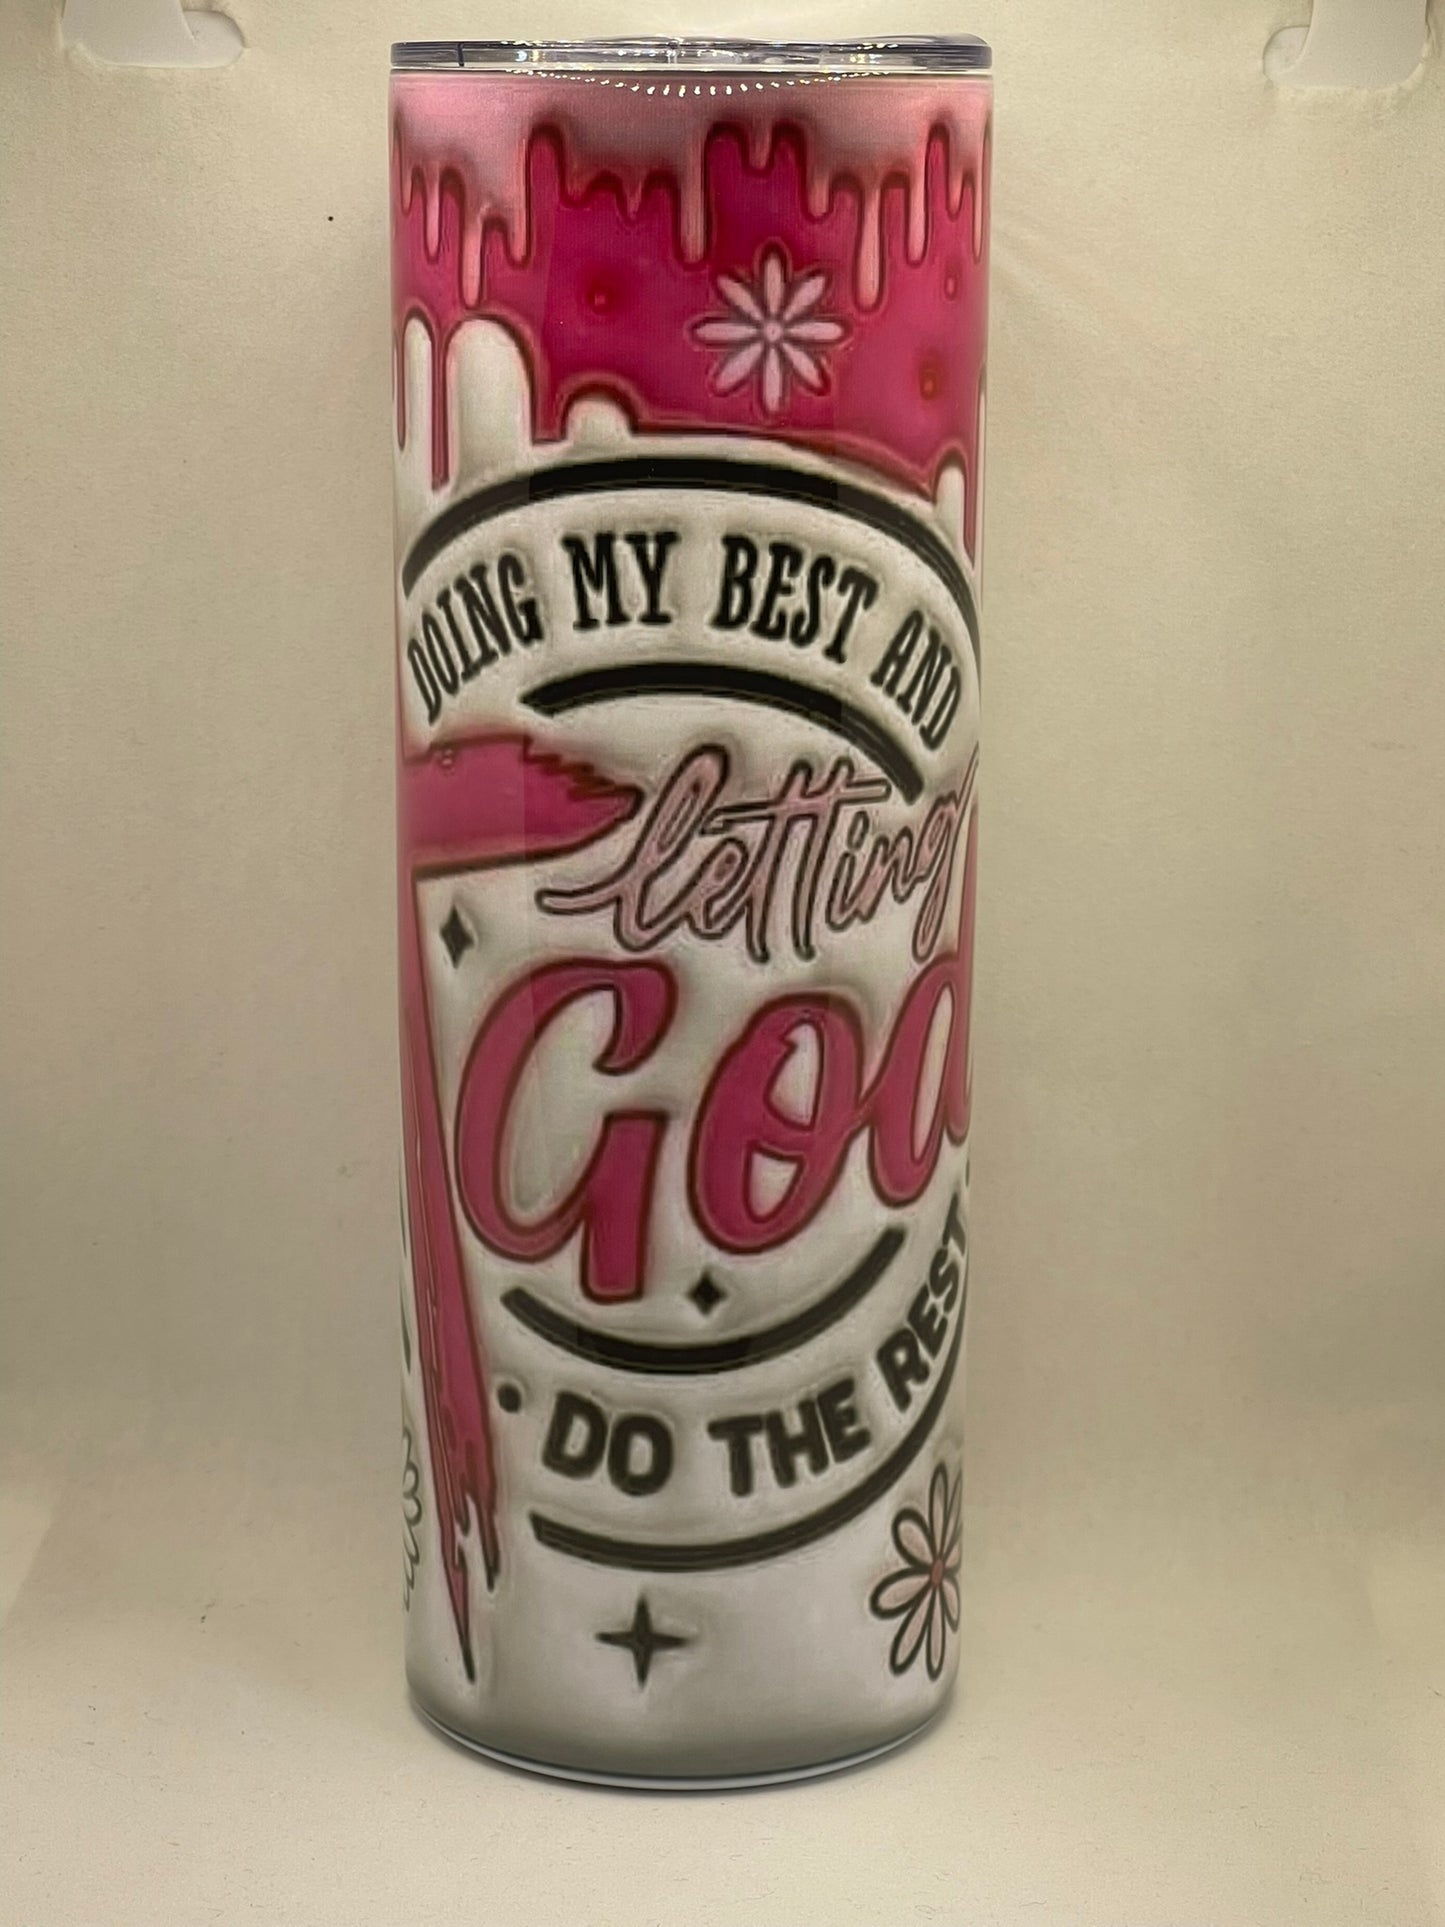 DOING MY BEST AND
letting
GOD
DO THE REST